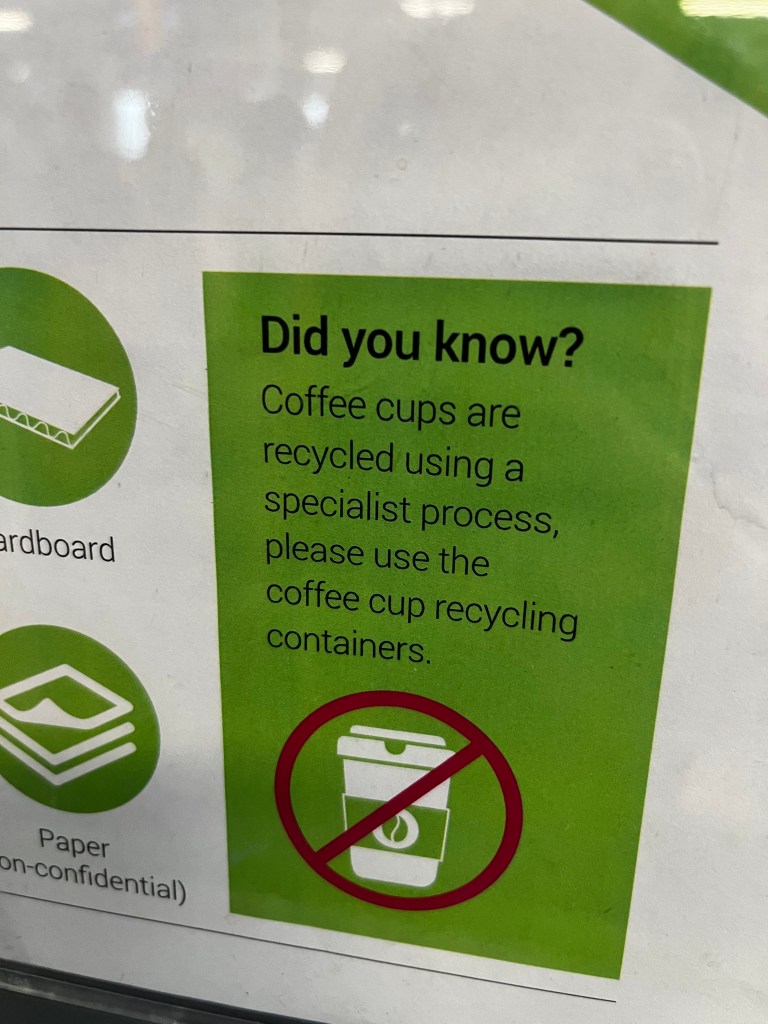 Did you know?
Coffee cups are
recycled using a
specialist process,
please use the
coffee cup recycling
containers.
ardboard
Paper
on-confidential)